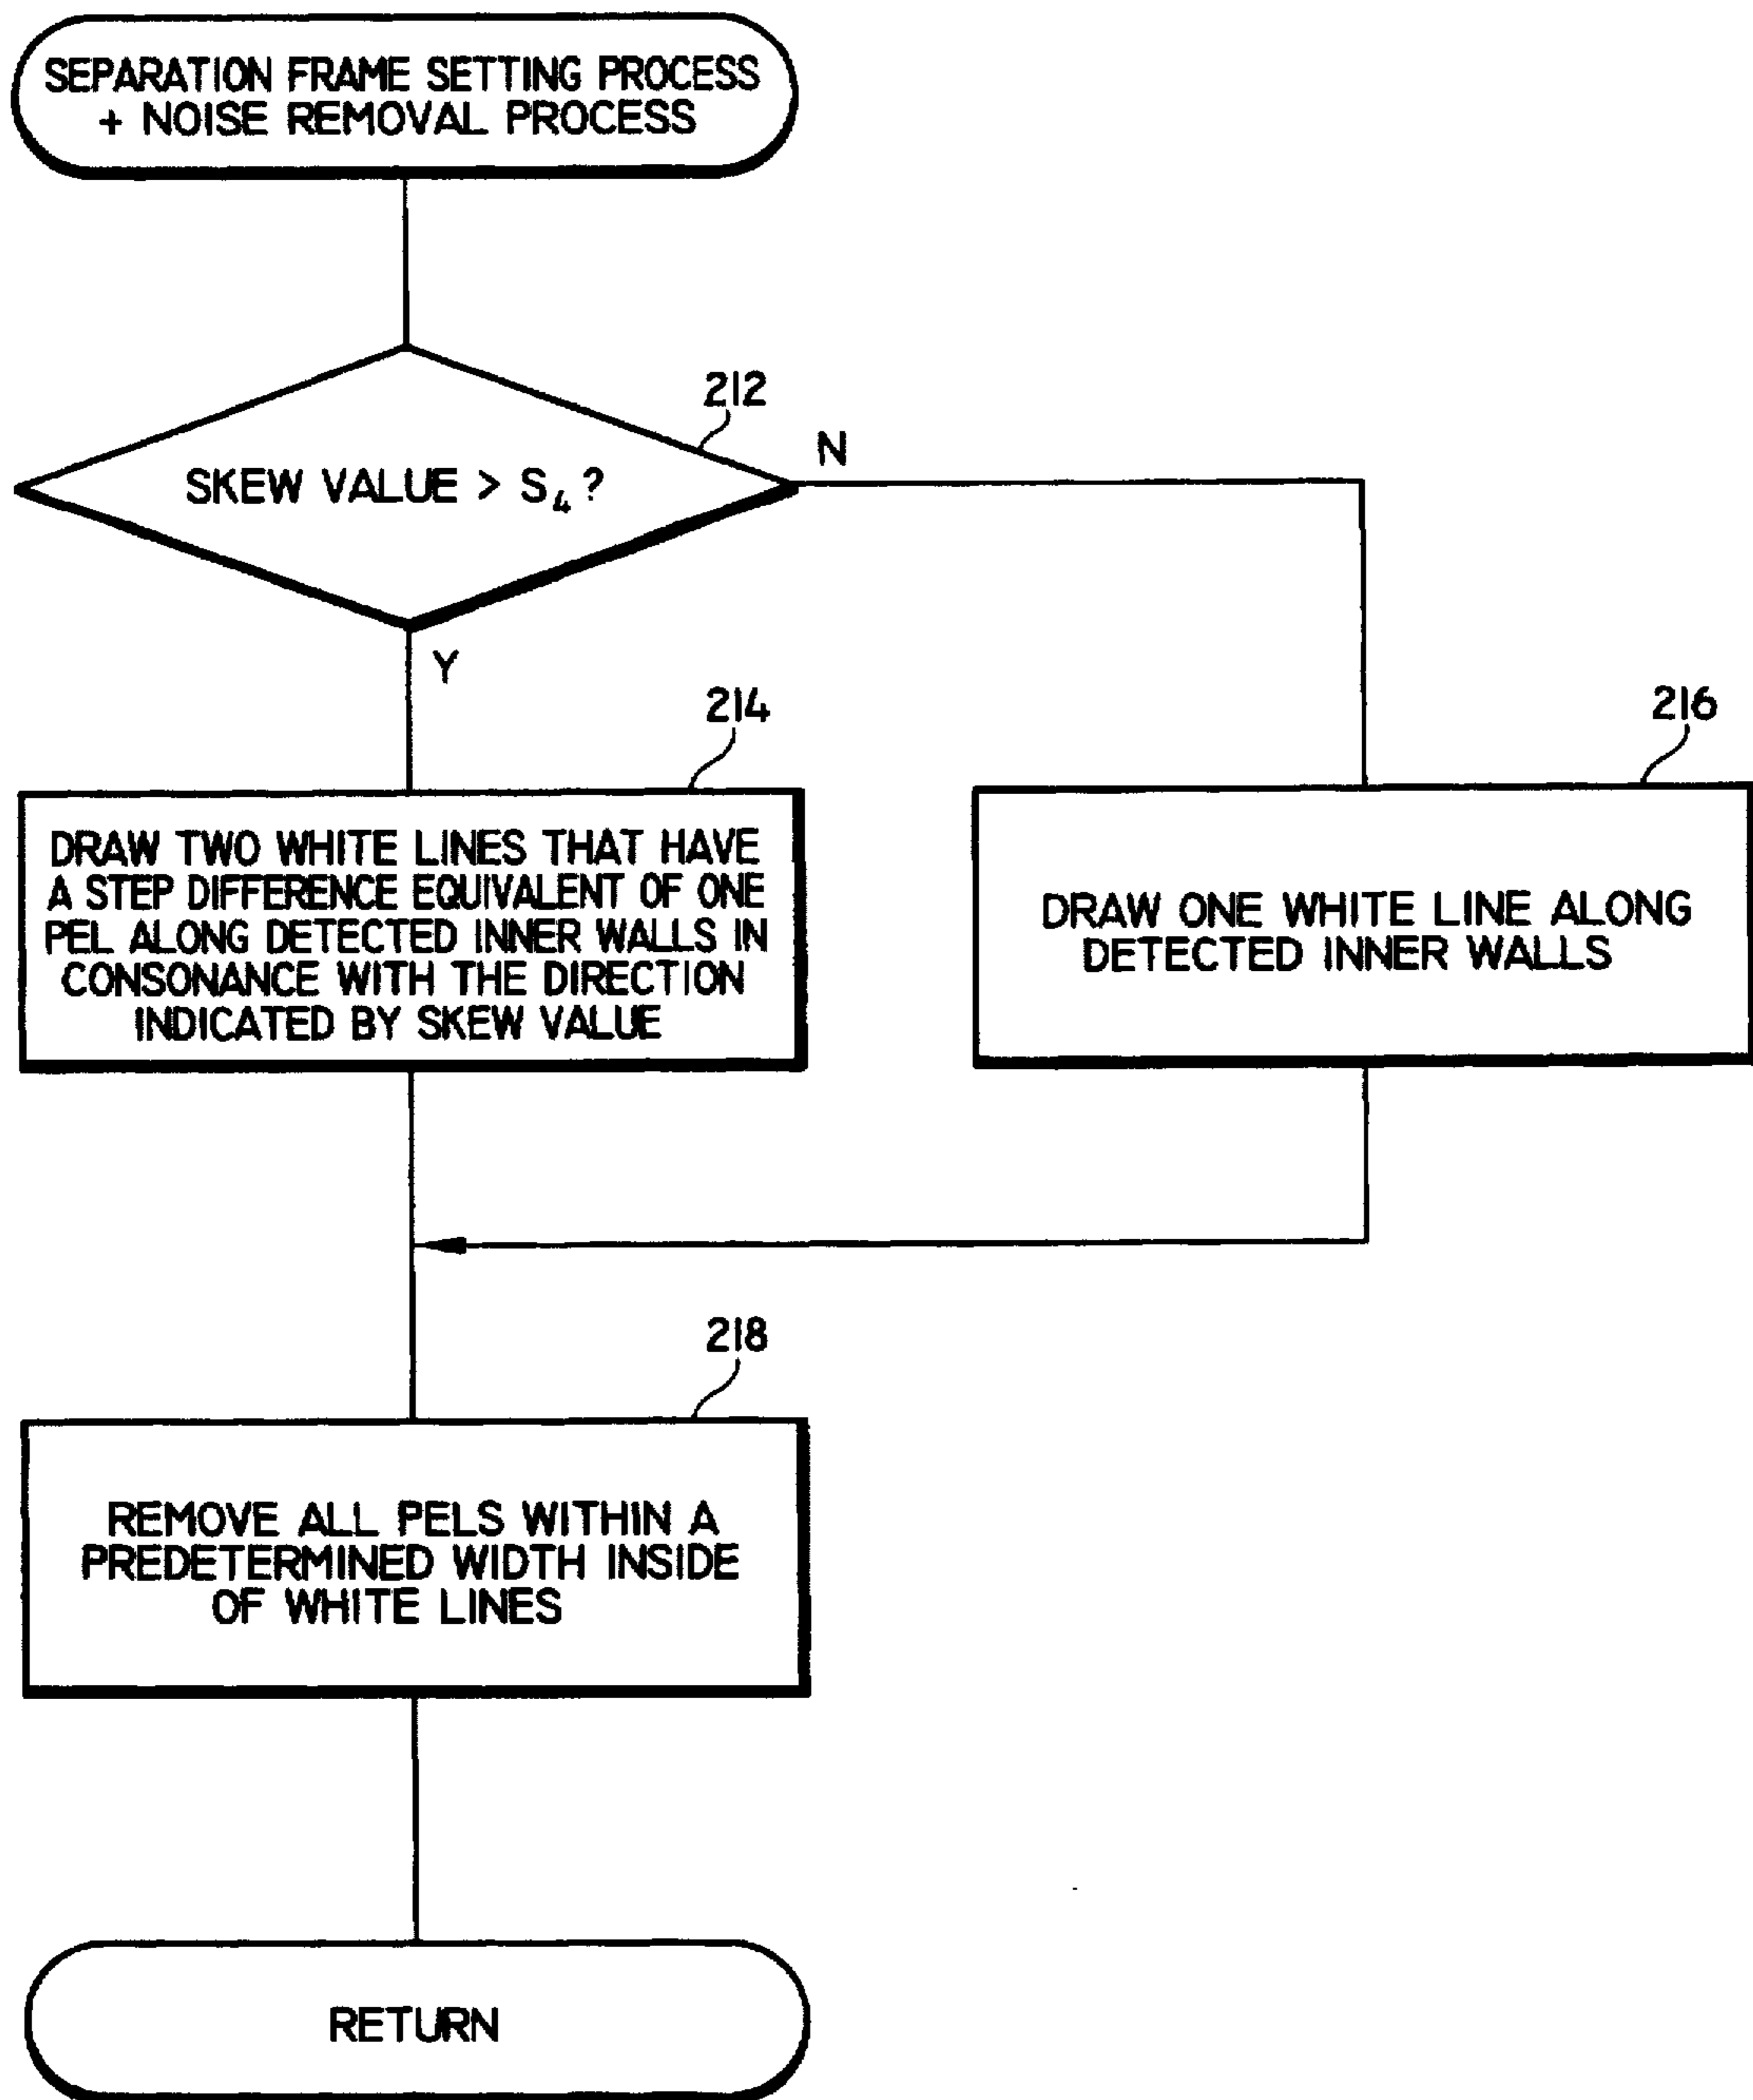 SEPARATION FRAME SETTING PROCESS
+ NOISE REMOVAL PROCESS
212
SKEW VALUE > S₄ ?
N
Y
214
DRAW TWO WHITE LINES THAT HAVE
A STEP DIFFERENCE EQUIVALENT OF ONE
PEL ALONG DETECTED INNER WALLS IN
CONSONANCE WITH THE DIRECTION
INDICATED BY SKEW VALUE
216
DRAW ONE WHITE LINE ALONG
DETECTED INNER WALLS
218
REMOVE ALL PELS WITHIN A
PREDETERMINED WIDTH INSIDE
OF WHITE LINES
RETURN